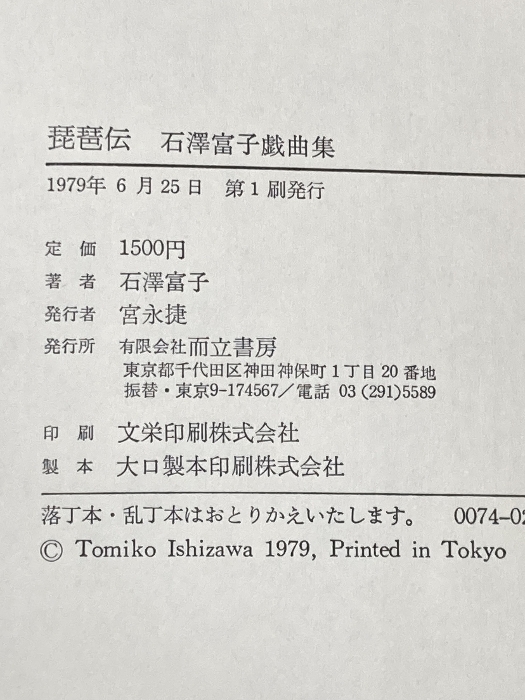 琵琶伝　石澤富子戯曲集
1979年 6 月 25 日　第 1 刷発行
定　価　1500円
著　者　石澤富子
発行者　宮永捷
発行所　有限会社而立書房
東京都千代田区神田神保町 1 丁目 20 番地
振替・東京9-174567／電話 03 (291)5589
印　刷　文栄印刷株式会社
製　本　大口製本印刷株式会社
落丁本・乱丁本はおとりかえいたします。　0074-02
© Tomiko Ishizawa 1979, Printed in Tokyo